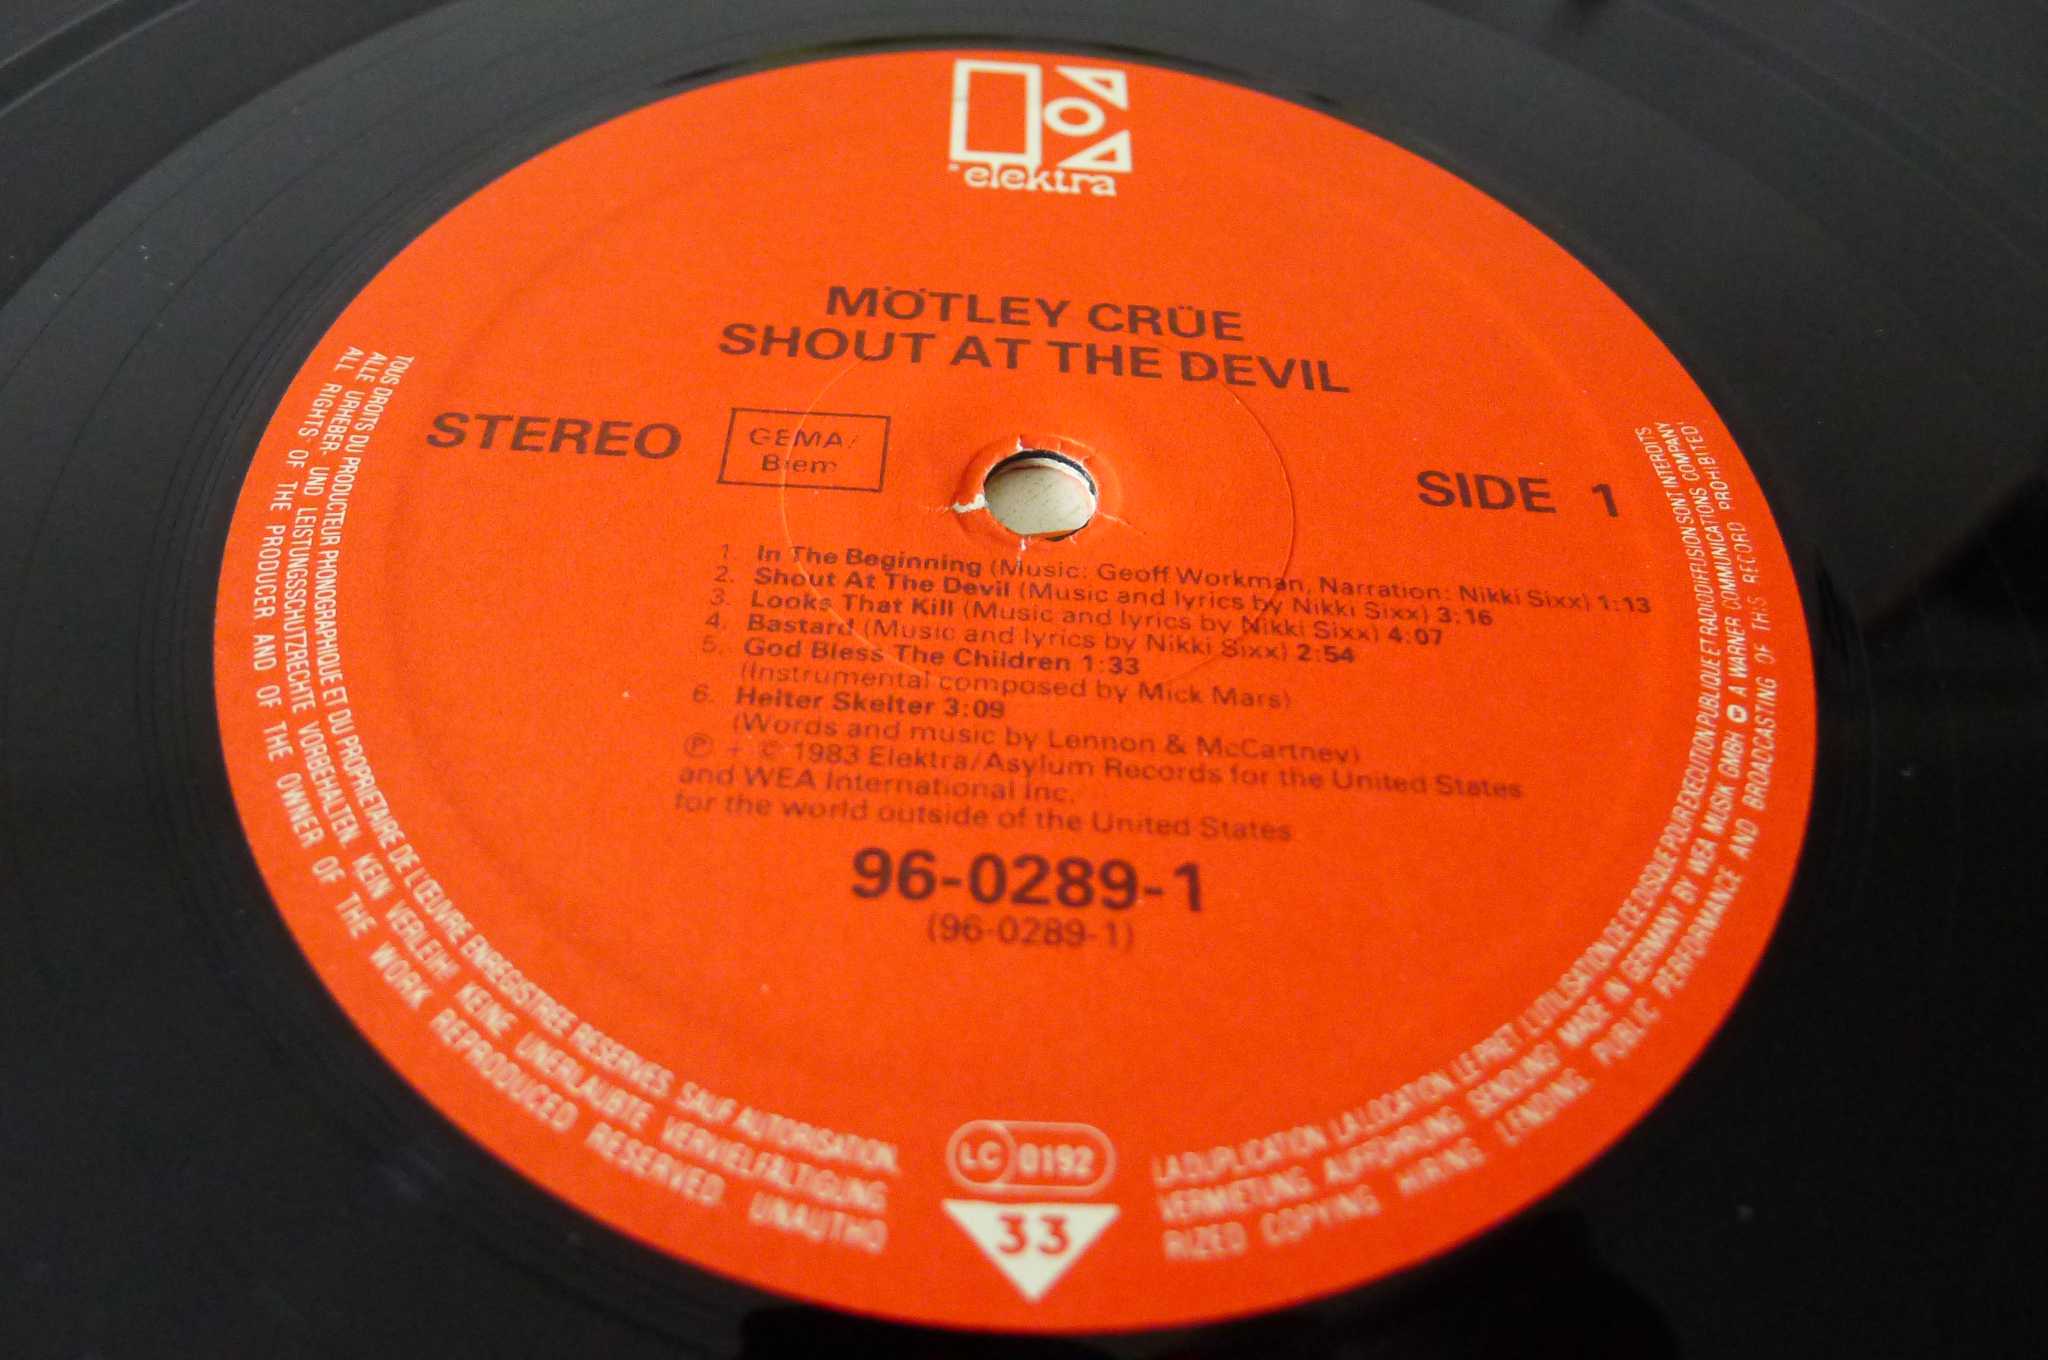 elektra
MÖTLEY CRÜE
SHOUT AT THE DEVIL
STEREO
GEMA/
Biem
SIDE 1
1. In The Beginning (Music: Geoff Workman, Narration: Nikki Sixx) 1:13
2. Shout At The Devil (Music and lyrics by Nikki Sixx) 3:16
3. Looks That Kill (Music and lyrics by Nikki Sixx) 4:07
4. Bastard (Music and lyrics by Nikki Sixx) 2:54
5. God Bless The Children 1:33
(Instrumental composed by Mick Mars)
6. Helter Skelter 3:09
(Words and music by Lennon & McCartney)
Ⓟ + © 1983 Elektra/Asylum Records for the United States
and WEA International Inc.
for the world outside of the United States
96-0289-1
(96-0289-1)
TOUS DROITS DU PRODUCTEUR PHONOGRAPHIQUE ET DU PROPRIETAIRE DE L'ŒUVRE ENREGISTREE RESERVES. SAUF AUTORISATION, LA DUPLICATION, LA LOCATION, LE PRET, L'UTILISATION DE CE DISQUE POUR EXECUTION PUBLIQUE ET RADIODIFFUSION SONT INTERDITS
ALLE URHEBER- UND LEISTUNGSSCHUTZRECHTE VORBEHALTEN. KEIN VERLEIH! KEINE UNERLAUBTE VERVIELFÄLTIGUNG, VERMIETUNG, AUFFÜHRUNG, SENDUNG! MADE IN GERMANY BY WEA MUSIK GMBH A WARNER COMMUNICATIONS COMPANY
ALL RIGHTS OF THE PRODUCER AND OF THE OWNER OF THE WORK REPRODUCED RESERVED. UNAUTHORIZED COPYING, HIRING, LENDING, PUBLIC PERFORMANCE AND BROADCASTING OF THIS RECORD PROHIBITED!
LC 0192
33